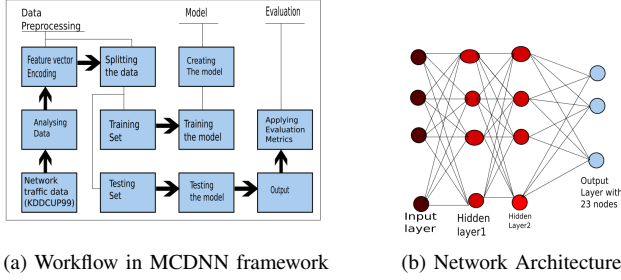 Data
Preprocessing
Model
Evaluation
Feature vector
Encoding
Splitting
the data
Creating
The model
Analysing
Data
Training
Set
Training
the model
Applying
Evaluation
Metrics
Network
traffic data
(KDDCUP99)
Testing
Set
Testing
the model
Output
(a) Workflow in MCDNN framework
Input
layer
Hidden
layer1
Hidden
Layer2
Output
Layer with
23 nodes
(b) Network Architecture